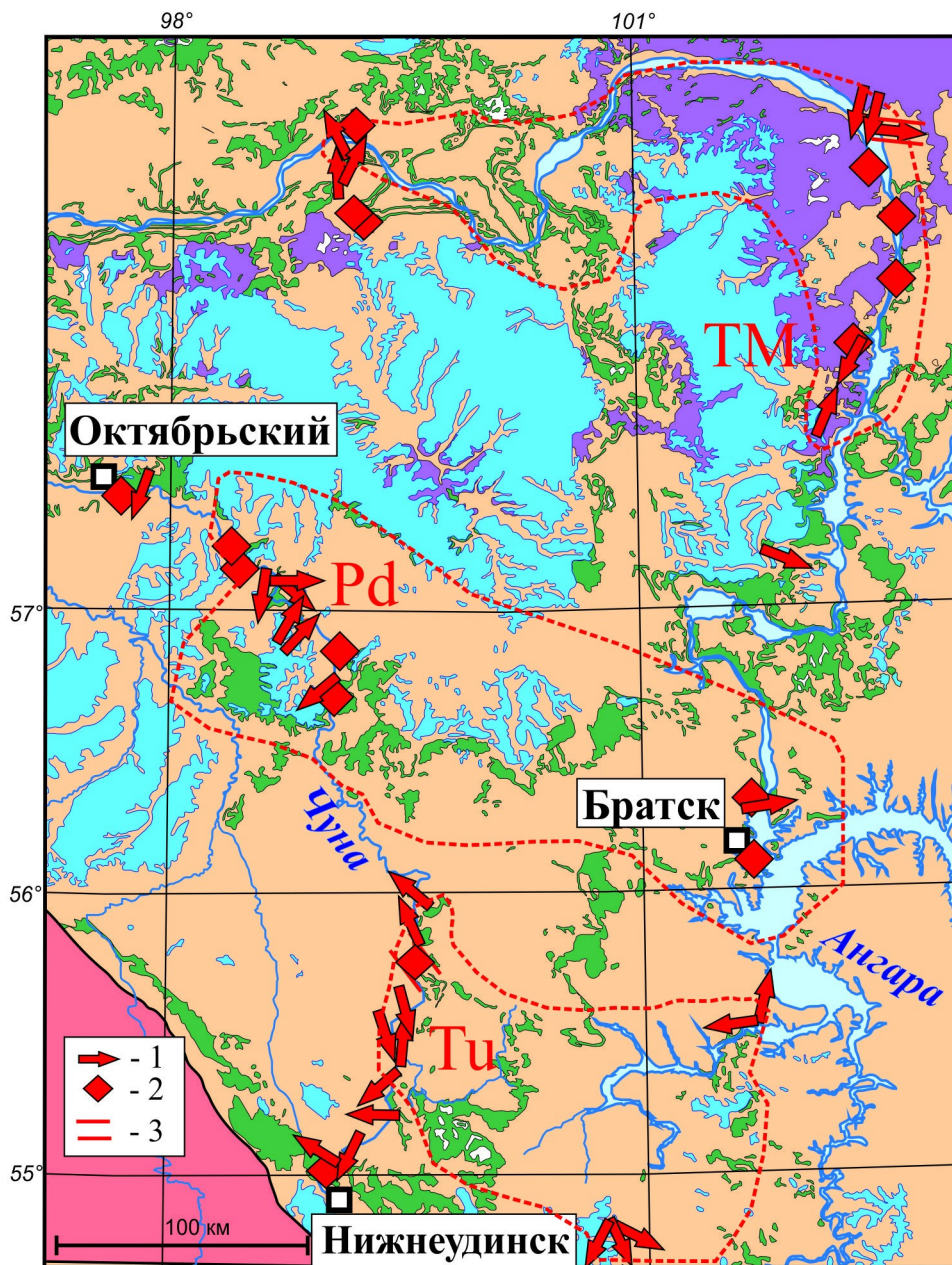 98° 101°
TM
Октябрьский
Pd
57°
Чуна
Братск
56°
Ангара
Tu
- 1
- 2
- 3
55°
100 км
Нижнеудинск